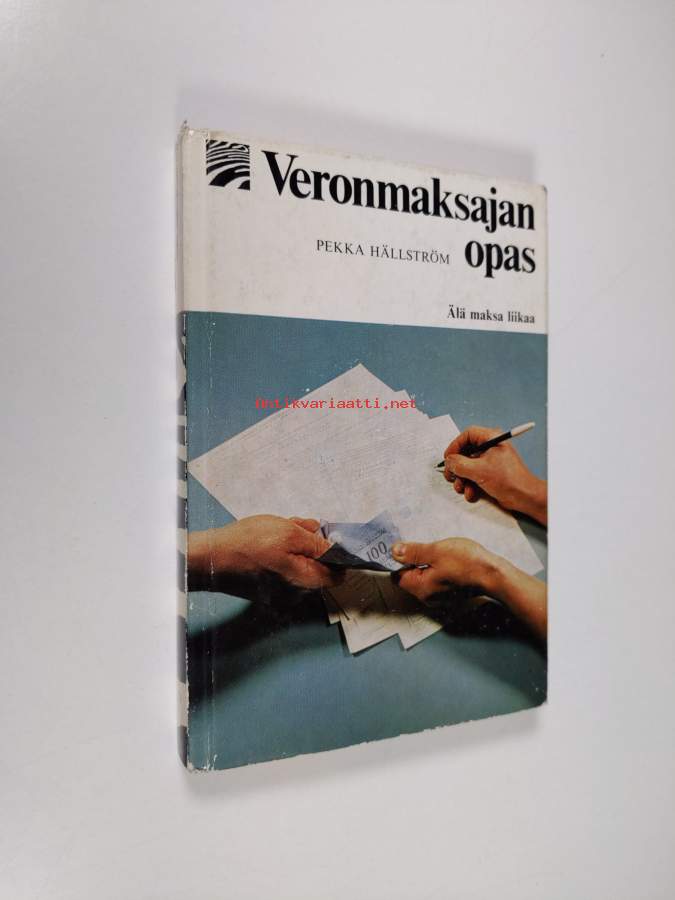 Veronmaksajan
PEKKA HÄLLSTRÖM opas
Älä maksa liikaa
antikvariaatti.net
100